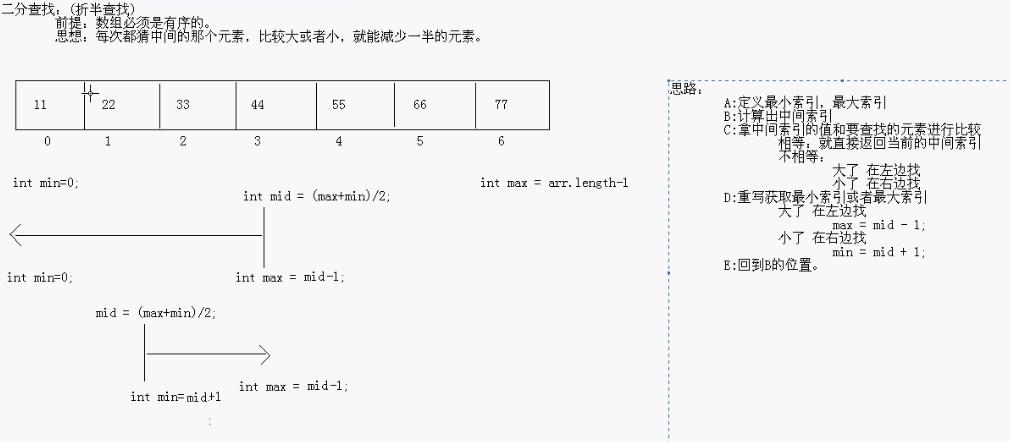 二分查找：(折半查找)
前提：数组必须是有序的。
思想：每次都猜中间的那个元素，比较大或者小，就能减少一半的元素。
11 22 33 44 55 66 77
0 1 2 3 4 5 6
int min=0;
int mid = (max+min)/2;
int max = arr.length-1
int min=0;
int max = mid-1;
mid = (max+min)/2;
int min=mid+1
int max = mid-1;
;
思路：
A:定义最小索引，最大索引
B:计算出中间索引
C:拿中间索引的值和要查找的元素进行比较
相等：就直接返回当前的中间索引
不相等：
大了 在左边找
小了 在右边找
D:重写获取最小索引或者最大索引
大了 在左边找
max = mid - 1;
小了 在右边找
min = mid + 1;
E:回到B的位置。